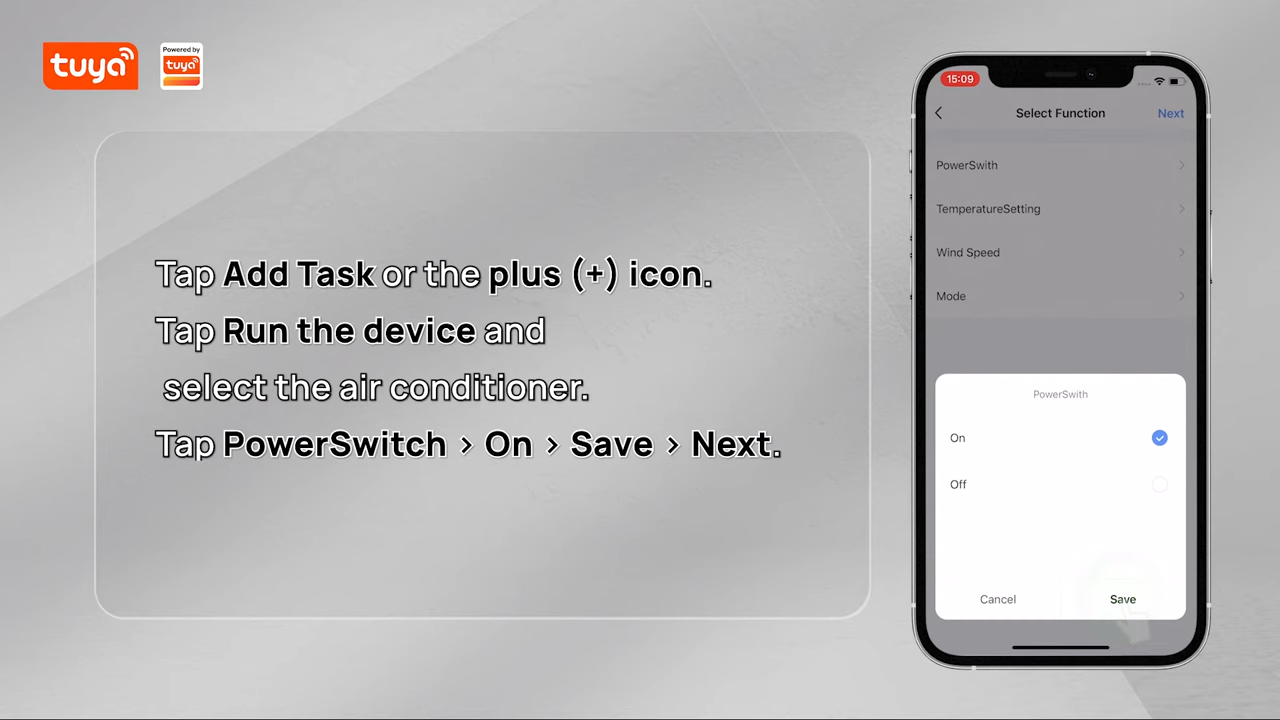 tuya
Powered by
tuya
Tap Add Task or the plus (+) icon.
Tap Run the device and
select the air conditioner.
Tap PowerSwitch > On > Save > Next.
15:09
Select Function
Next
PowerSwith
TemperatureSetting
Wind Speed
Mode
PowerSwith
On
Off
Cancel
Save